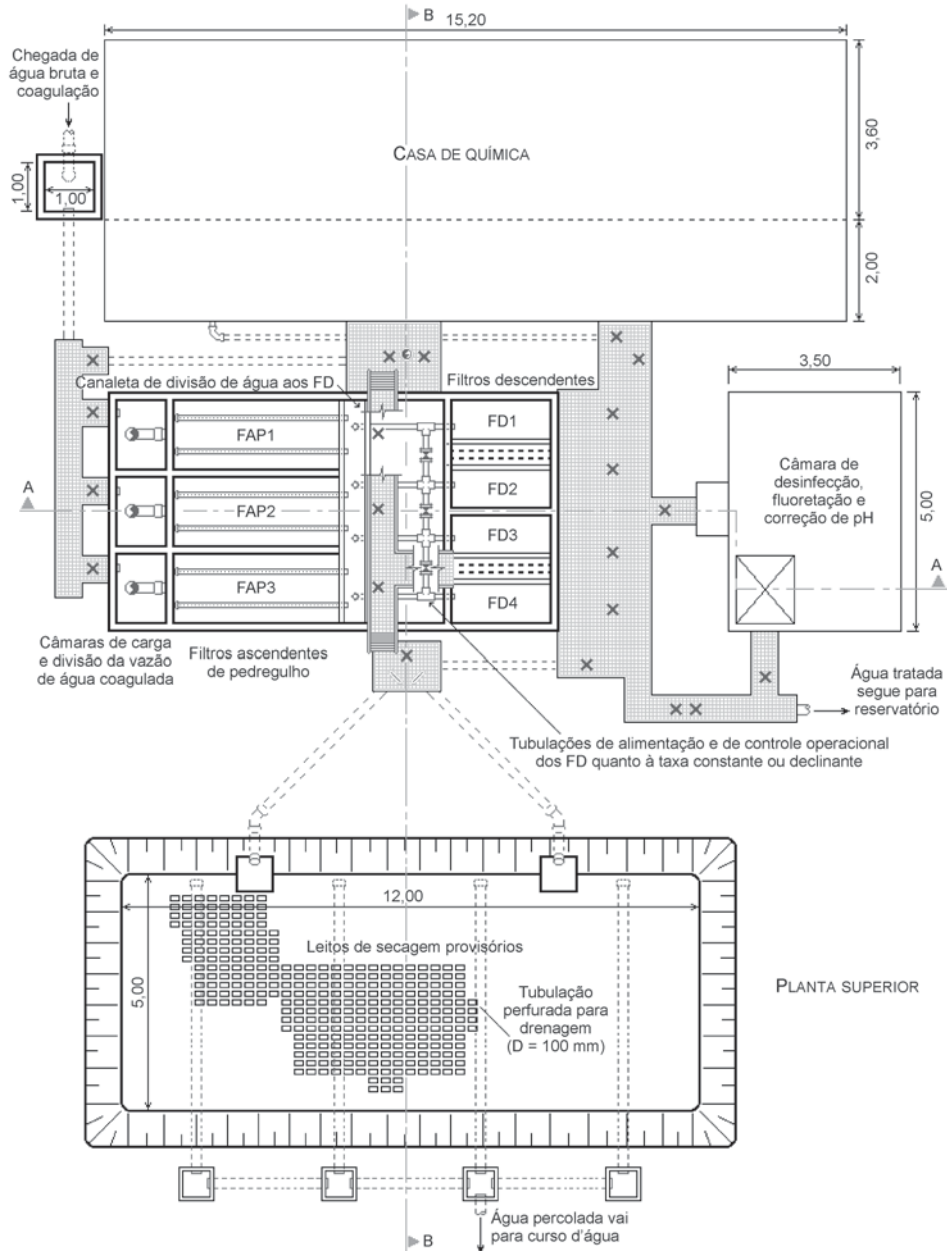 B
15,20
Chegada de
água bruta e
coagulação
CASA DE QUÍMICA
3,60
1,00
1,00
2,00
3,50
Canaleta de divisão de água aos FD
Filtros descendentes
FAP1
FD1
FD2
A
FAP2
Câmara de
desinfecção,
fluoretação e
correção de pH
5,00
FD3
FAP3
FD4
A
Câmaras de carga
e divisão da vazão
de água coagulada
Filtros ascendentes
de pedregulho
Água tratada
segue para
reservatório
Tubulações de alimentação e de controle operacional
dos FD quanto à taxa constante ou declinante
12,00
Leitos de secagem provisórios
5,00
Tubulação
perfurada para
drenagem
(D = 100 mm)
PLANTA SUPERIOR
Água percolada vai
para curso d'água
B